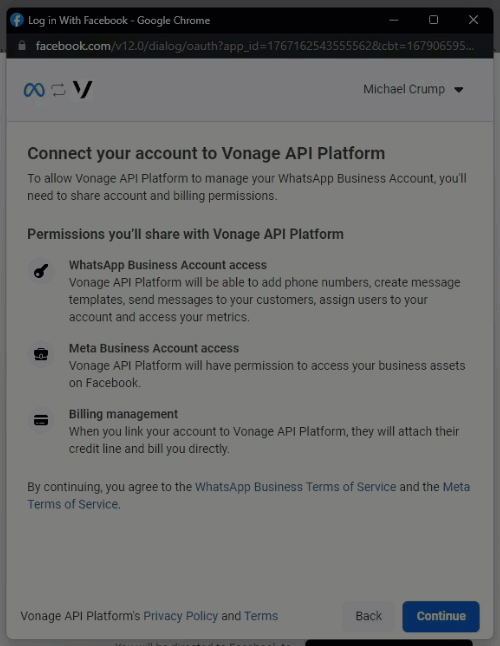 Log in With Facebook - Google Chrome
facebook.com/v12.0/dialog/oauth?app_id=1767162543555562&cbt=167906595...
Michael Crump
Connect your account to Vonage API Platform
To allow Vonage API Platform to manage your WhatsApp Business Account, you'll
need to share account and billing permissions.
Permissions you'll share with Vonage API Platform
WhatsApp Business Account access
Vonage API Platform will be able to add phone numbers, create message
templates, send messages to your customers, assign users to your
account and access your metrics.
Meta Business Account access
Vonage API Platform will have permission to access your business assets
on Facebook.
Billing management
When you link your account to Vonage API Platform, they will attach their
credit line and bill you directly.
By continuing, you agree to the WhatsApp Business Terms of Service and the Meta
Terms of Service.
Vonage API Platform's Privacy Policy and Terms
Back
Continue